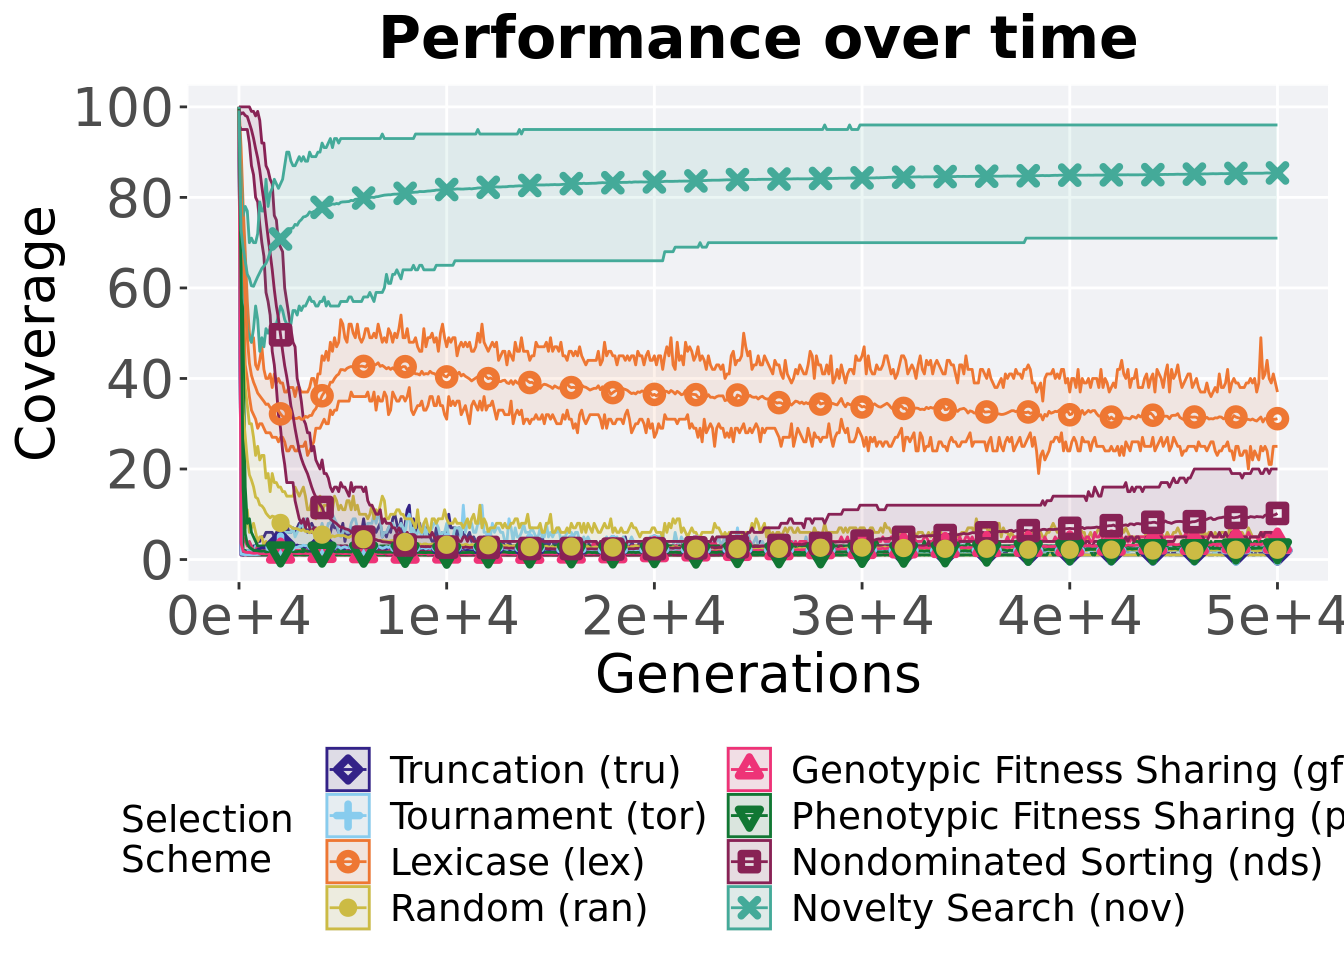 Performance over time
Coverage
100
80
60
40
20
0
0e+4 1e+4 2e+4 3e+4 4e+4 5e+4
Generations
Selection
Scheme
Truncation (tru)
Tournament (tor)
Lexicase (lex)
Random (ran)
Genotypic Fitness Sharing (gf
Phenotypic Fitness Sharing (p
Nondominated Sorting (nds)
Novelty Search (nov)